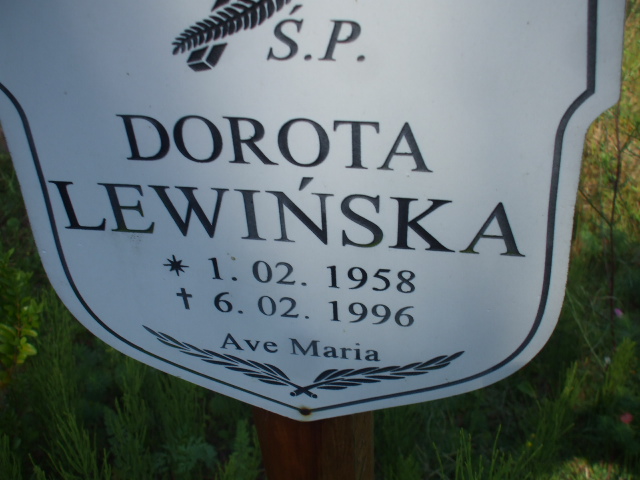 Ś.P.
DOROTA
LEWIŃSKA
* 1. 02. 1958
† 6. 02. 1996
Ave Maria